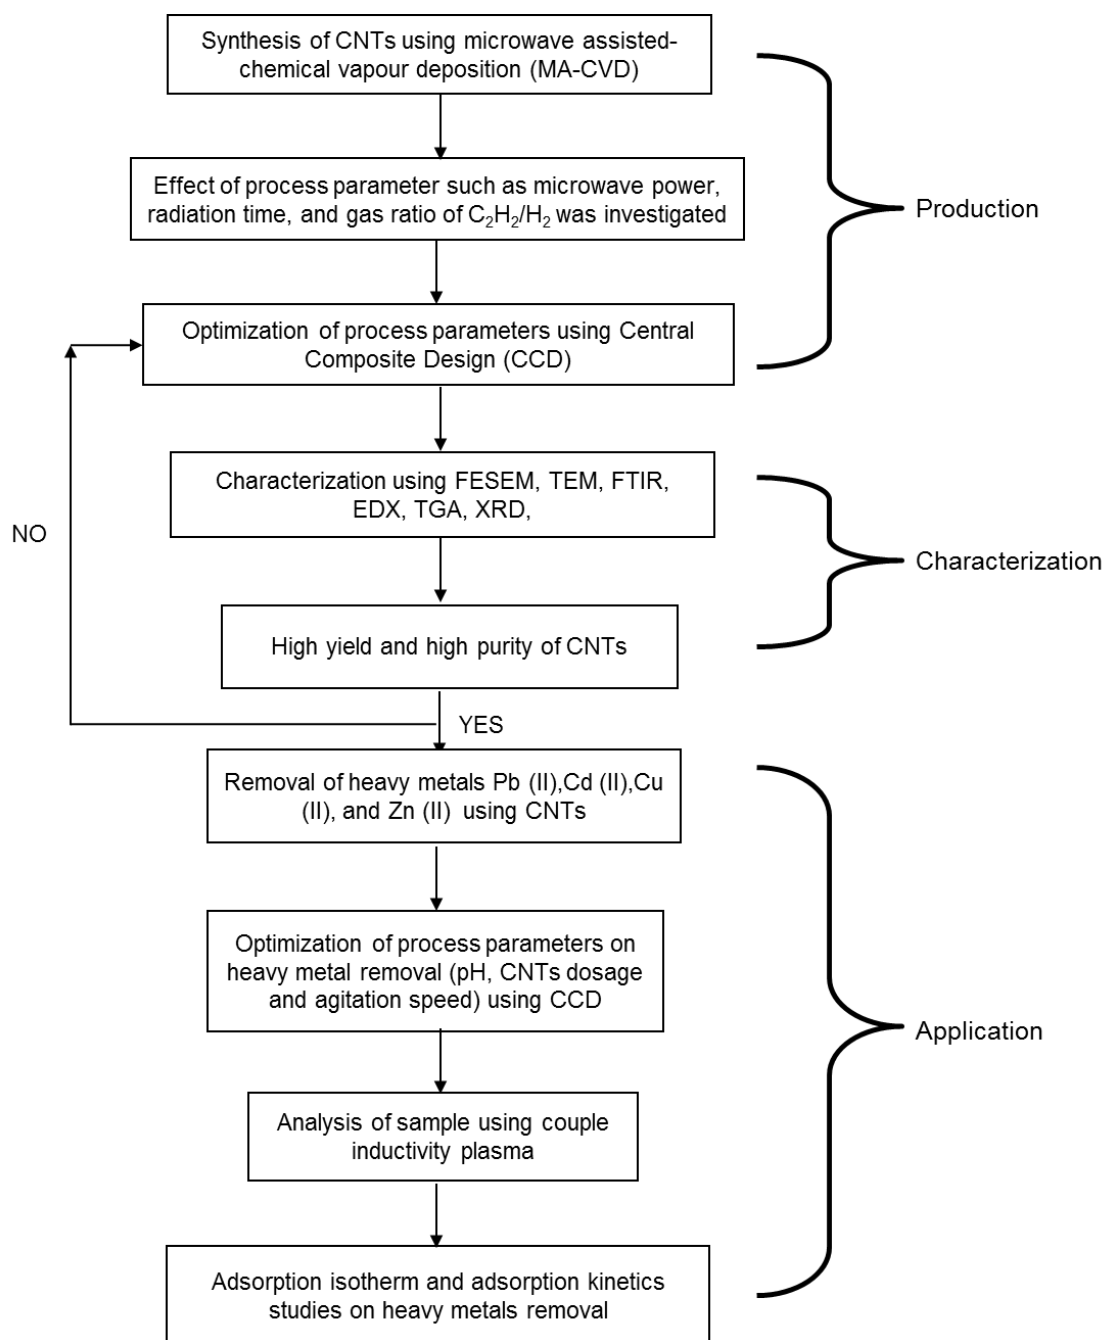 Synthesis of CNTs using microwave assisted-
chemical vapour deposition (MA-CVD)
Effect of process parameter such as microwave power,
radiation time, and gas ratio of C₂H₂/H₂ was investigated
Production
Optimization of process parameters using Central
Composite Design (CCD)
Characterization using FESEM, TEM, FTIR,
EDX, TGA, XRD,
NO
Characterization
High yield and high purity of CNTs
YES
Removal of heavy metals Pb (II),Cd (II),Cu
(II), and Zn (II) using CNTs
Optimization of process parameters on
heavy metal removal (pH, CNTs dosage
and agitation speed) using CCD
Application
Analysis of sample using couple
inductivity plasma
Adsorption isotherm and adsorption kinetics
studies on heavy metals removal